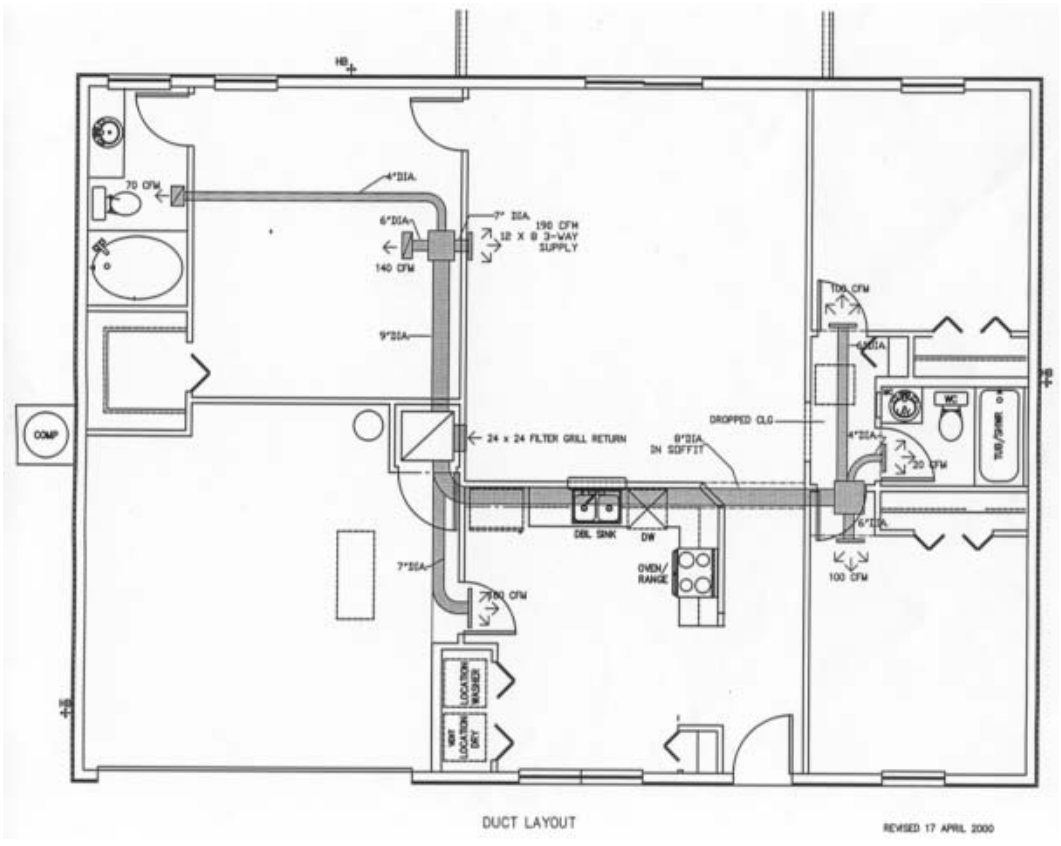 HB
70 CFM
4"DIA.
6"DIA.
7" DIA.
190 CFM
12 X 8 3-WAY
SUPPLY
140 CFM
100 CFM
9"DIA.
6"DIA.
HB
COMP
24 x 24 FILTER GRILL RETURN
DROPPED CLG
8"DIA.
IN SOFFIT
WC
4"DIA.
20 CFM
TUB/SHWR
DBL SINK
DW
6"DIA.
OVEN/
RANGE
7"DIA.
100 CFM
LOCATION
WASHER
HB
VENT
LOCATION
DRY
DUCT LAYOUT
REVISED 17 APRIL 2000